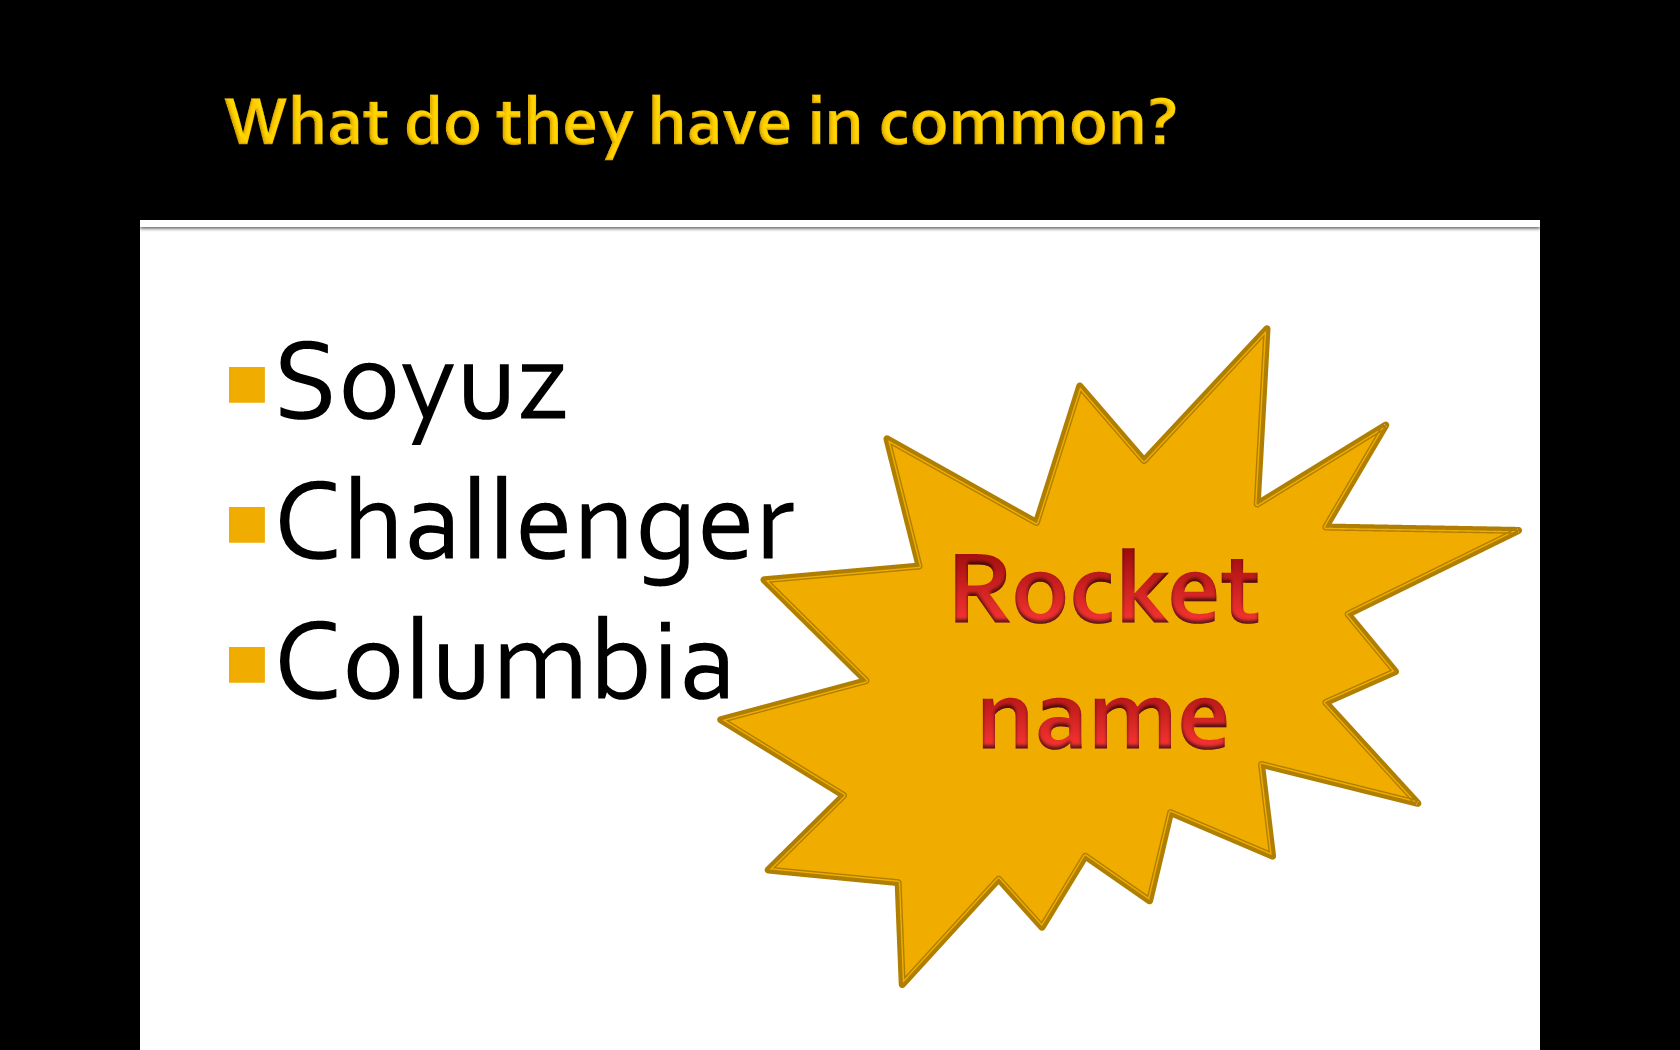 What do they have in common?
Soyuz
Challenger
Columbia
Rocket
name